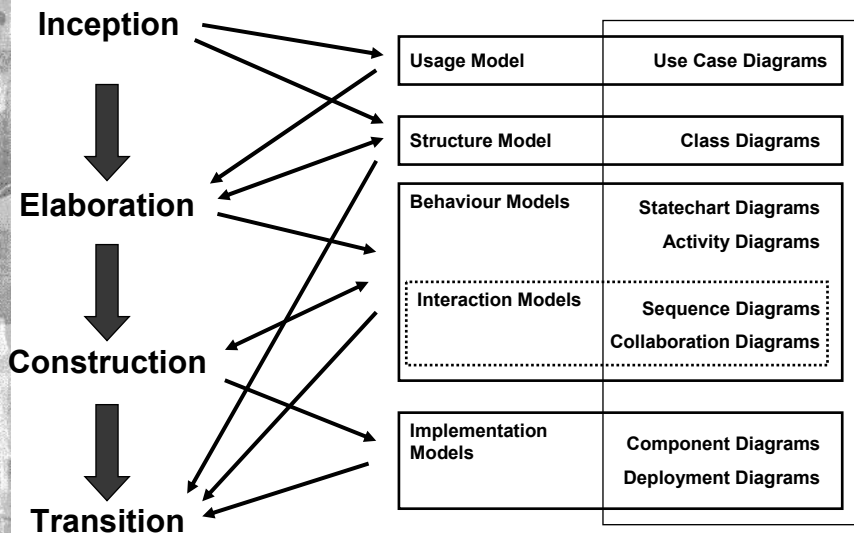 Inception
Elaboration
Construction
Transition
Usage Model
Use Case Diagrams
Structure Model
Class Diagrams
Behaviour Models
Statechart Diagrams
Activity Diagrams
Interaction Models
Sequence Diagrams
Collaboration Diagrams
Implementation
Models
Component Diagrams
Deployment Diagrams